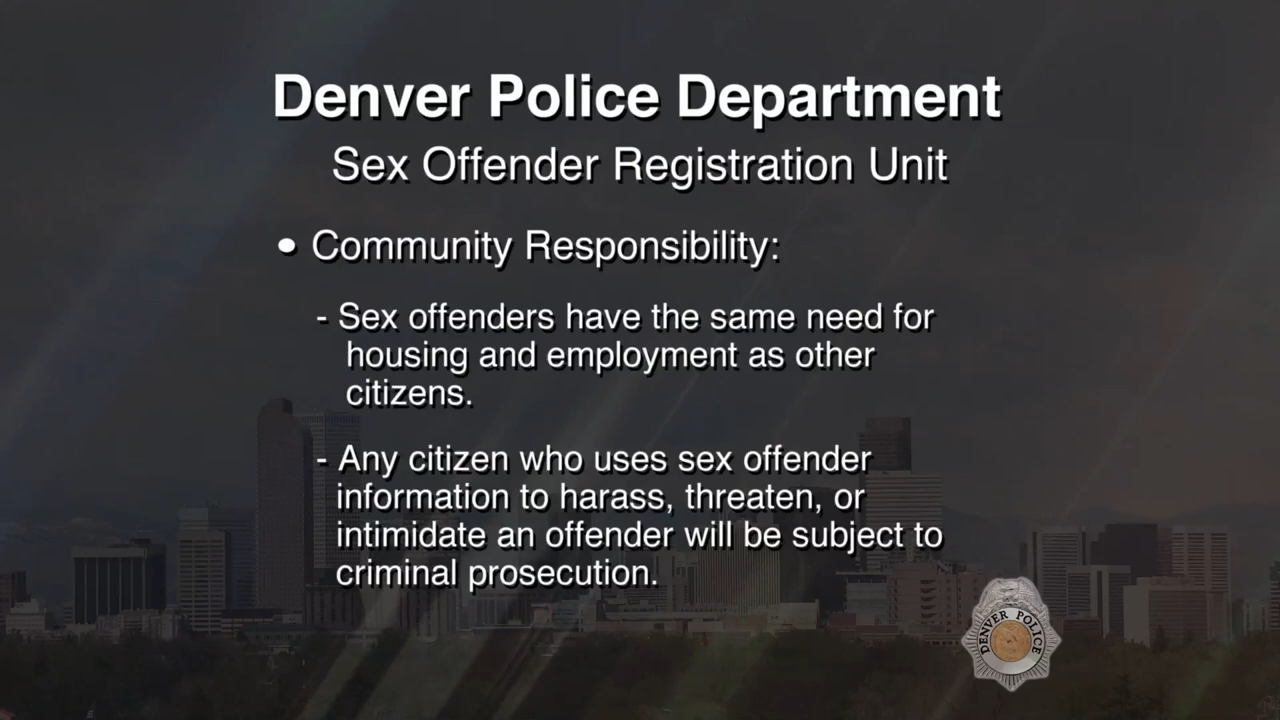 Denver Police Department
Sex Offender Registration Unit
• Community Responsibility:
- Sex offenders have the same need for
housing and employment as other
citizens.
- Any citizen who uses sex offender
information to harass, threaten, or
intimidate an offender will be subject to
criminal prosecution.
DENVER POLICE